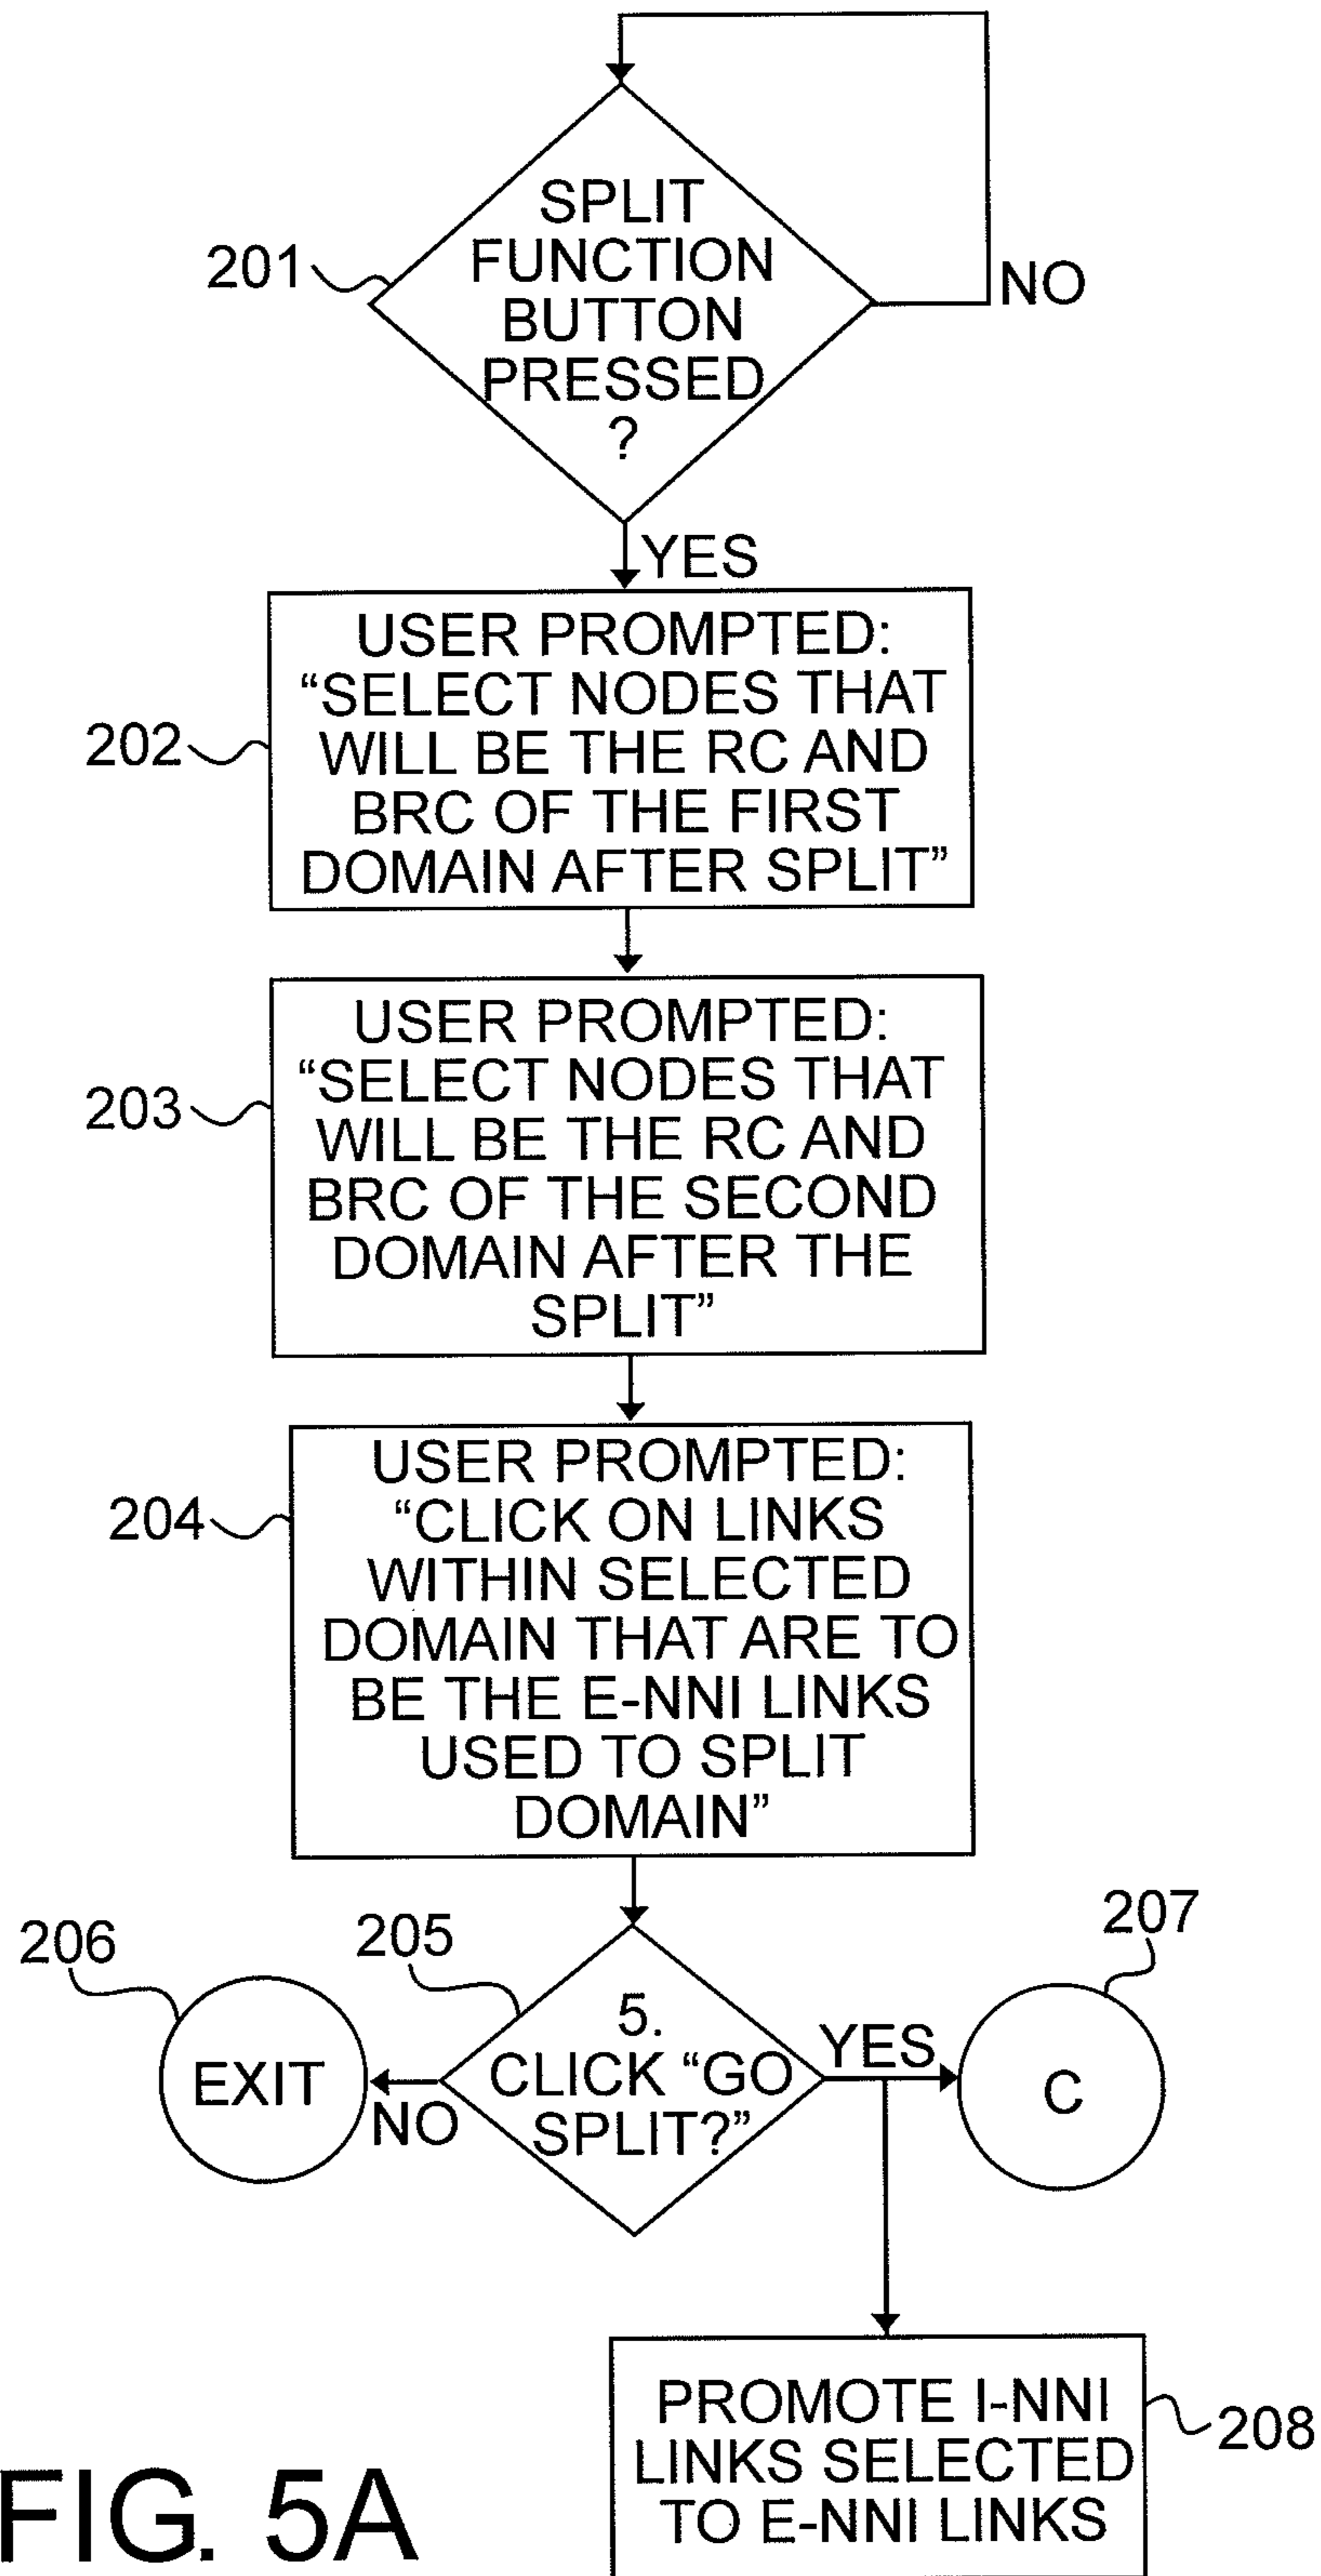 SPLIT
FUNCTION
BUTTON
PRESSED
?
201
NO
YES
USER PROMPTED:
“SELECT NODES THAT
WILL BE THE RC AND
BRC OF THE FIRST
DOMAIN AFTER SPLIT”
202
USER PROMPTED:
“SELECT NODES THAT
WILL BE THE RC AND
BRC OF THE SECOND
DOMAIN AFTER THE
SPLIT”
203
USER PROMPTED:
“CLICK ON LINKS
WITHIN SELECTED
DOMAIN THAT ARE TO
BE THE E-NNI LINKS
USED TO SPLIT
DOMAIN”
204
206
EXIT
NO
205
5.
CLICK “GO
SPLIT?”
YES
207
C
PROMOTE I-NNI
LINKS SELECTED
TO E-NNI LINKS
208
FIG. 5A